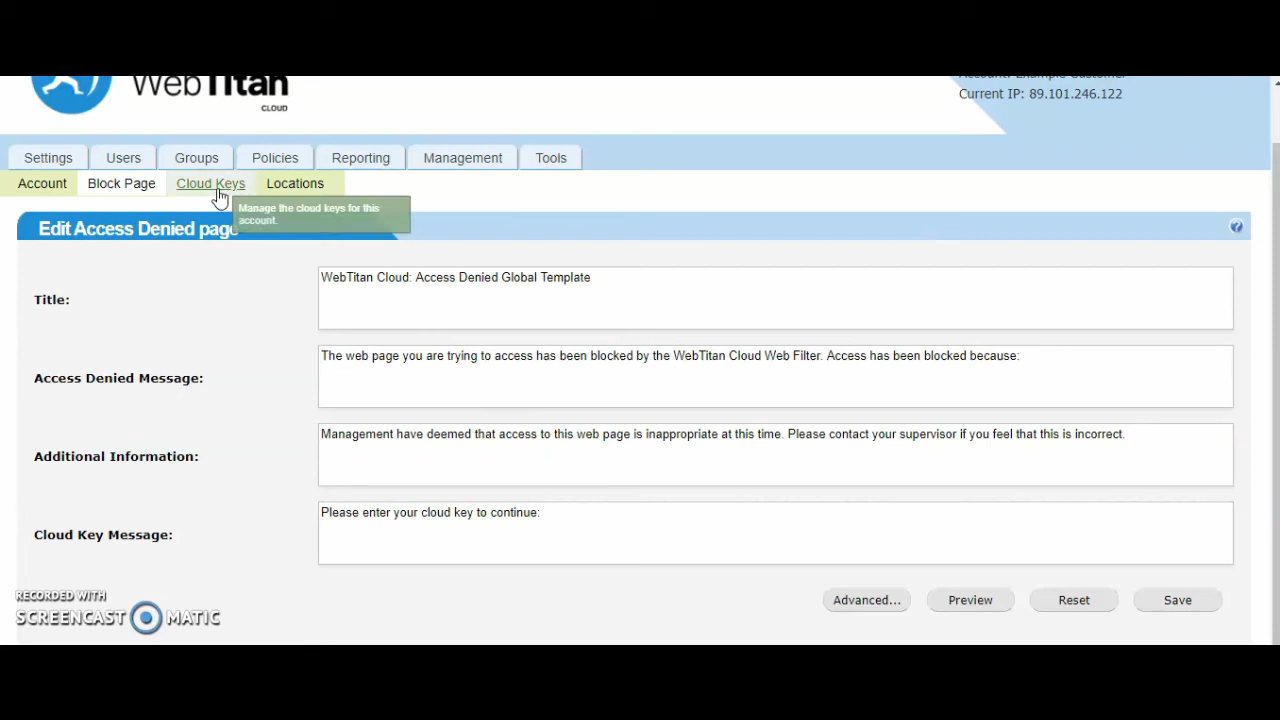 WebTitan
CLOUD
Account: Example Customer
Current IP: 89.101.246.122
Settings Users Groups Policies Reporting Management Tools
Account Block Page Cloud Keys Locations
Manage the cloud keys for this
account.
Edit Access Denied page
Title:
WebTitan Cloud: Access Denied Global Template
Access Denied Message:
The web page you are trying to access has been blocked by the WebTitan Cloud Web Filter. Access has been blocked because:
Additional Information:
Management have deemed that access to this web page is inappropriate at this time. Please contact your supervisor if you feel that this is incorrect.
Cloud Key Message:
Please enter your cloud key to continue:
Advanced... Preview Reset Save
RECORDED WITH
SCREENCAST MATIC